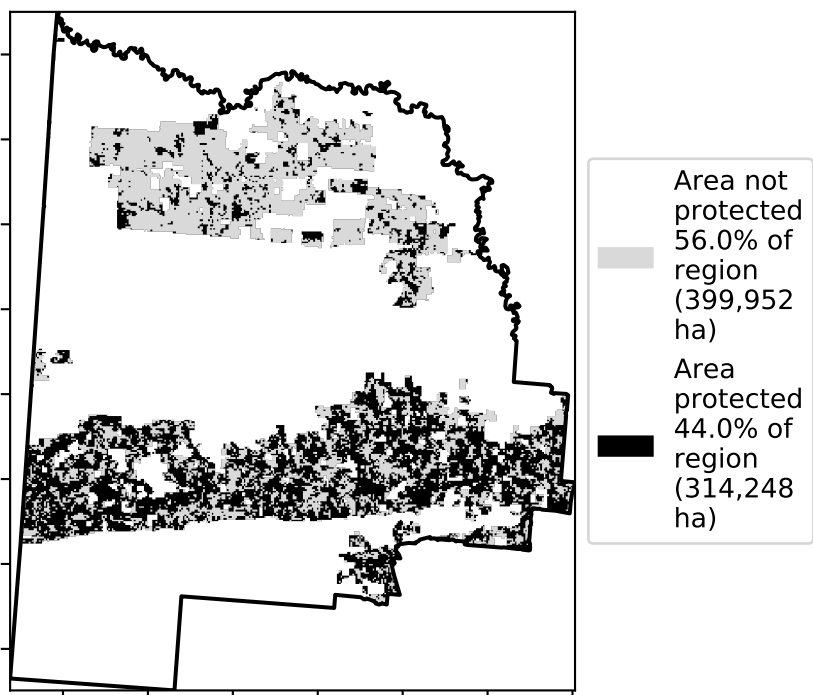 Area not
protected
56.0% of
region
(399,952
ha)
Area
protected
44.0% of
region
(314,248
ha)